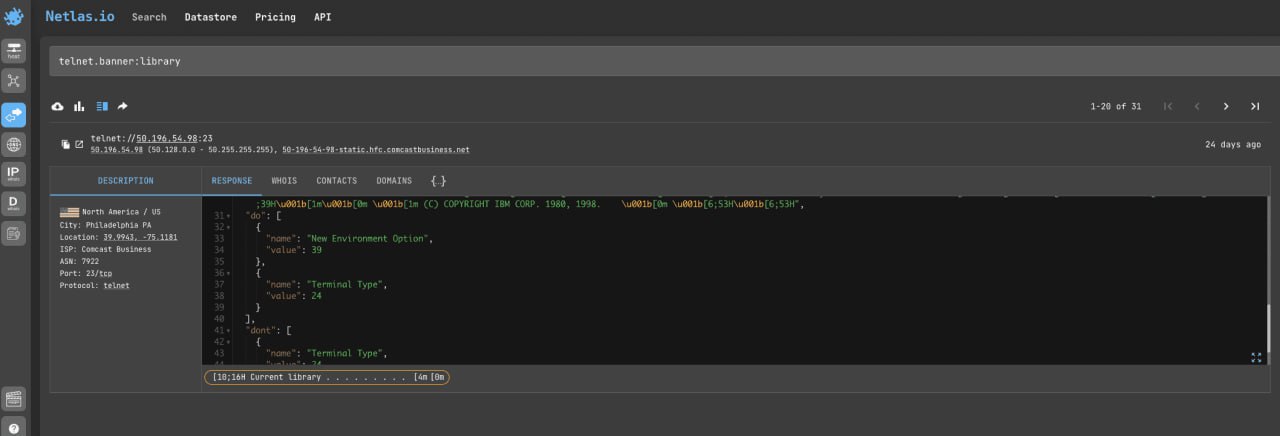 Netlas.io Search Datastore Pricing API
host
telnet.banner:library
1-20 of 31
telnet://50.196.54.98:23
50.196.54.98 (50.128.0.0 - 50.255.255.255), 50-196-54-98-static.hfc.comcastbusiness.net
24 days ago
DESCRIPTION
RESPONSE WHOIS CONTACTS DOMAINS {..}
North America / US
City: Philadelphia PA
Location: 39.9943, -75.1181
ISP: Comcast Business
ASN: 7922
Port: 23/tcp
Protocol: telnet
;39H\u001b[1m\u001b[0m \u001b[1m (C) COPYRIGHT IBM CORP. 1980, 1998. \u001b[0m \u001b[6;53H\u001b[6;53H",
31 "do": [
32 {
33 "name": "New Environment Option",
34 "value": 39
35 },
36 {
37 "name": "Terminal Type",
38 "value": 24
39 }
40 ],
41 "dont": [
42 {
43 "name": "Terminal Type",
44 "value": 24
[10;16H Current library . . . . . . . . . [4m [0m
DNS
IP
WHOIS
D
WHOIS